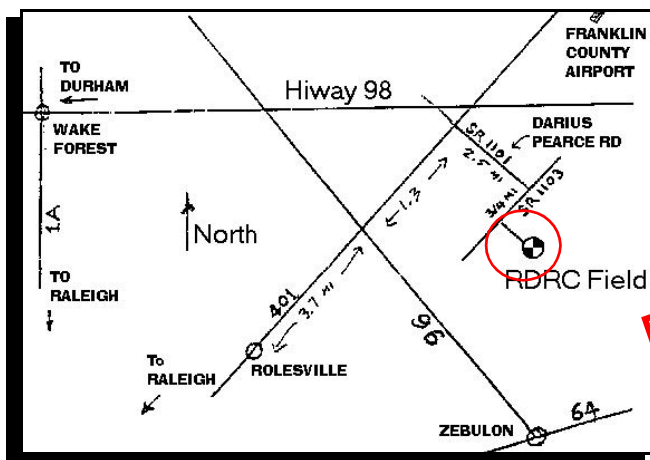 FRANKLIN
COUNTY
AIRPORT
TO
DURHAM
Hiway 98
WAKE
FOREST
DARIUS
PEARCE RD
SR 1101
2.5 MI
3/4 MI
SR 1103
1.3
1A
North
RDRC Field
TO
RALEIGH
401
3.7 MI
96
To
RALEIGH
ROLESVILLE
ZEBULON
64